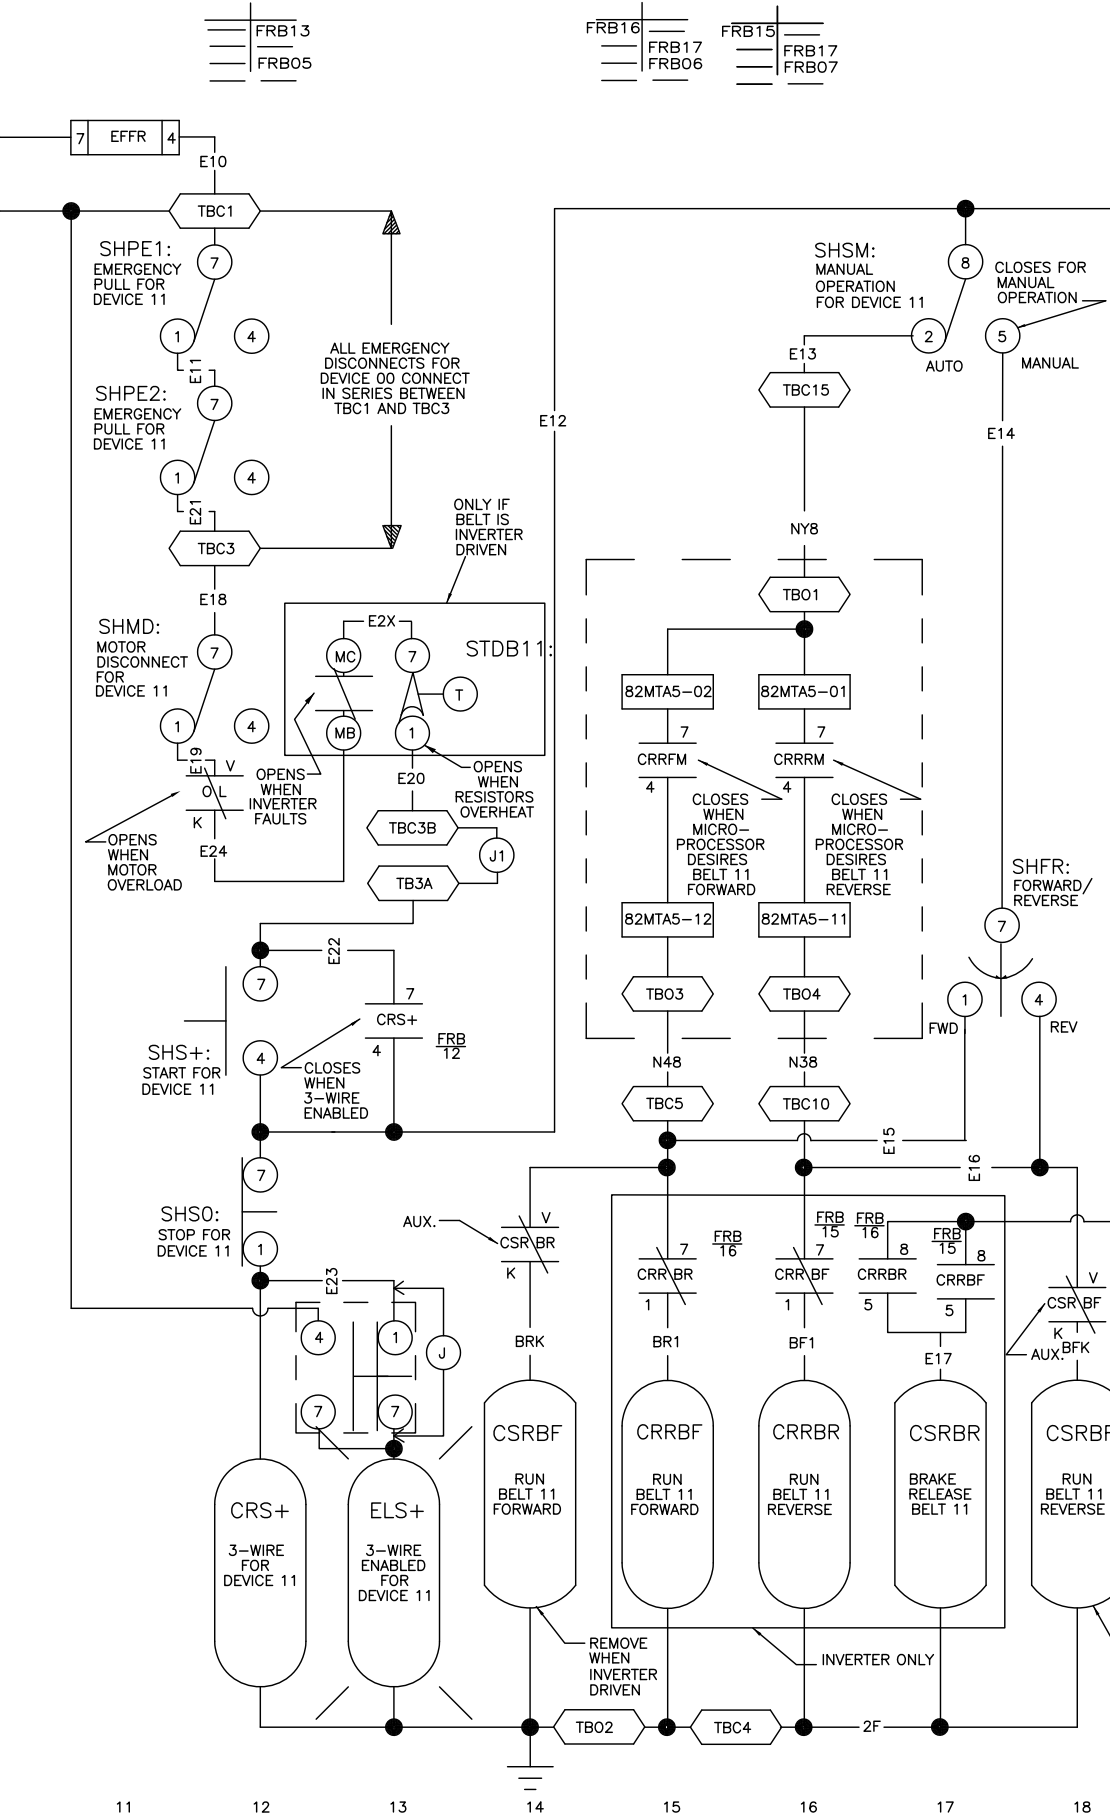 FRB13
FRB05
FRB16
FRB17
FRB06
FRB15
FRB17
FRB07
7
EFFR
4
E10
TBC1
SHPE1:
EMERGENCY
PULL FOR
DEVICE 11
7
1
4
E11
SHPE2:
EMERGENCY
PULL FOR
DEVICE 11
7
1
4
E21
TBC3
ALL EMERGENCY
DISCONNECTS FOR
DEVICE 00 CONNECT
IN SERIES BETWEEN
TBC1 AND TBC3
E12
SHSM:
MANUAL
OPERATION
FOR DEVICE 11
8
CLOSES FOR
MANUAL
OPERATION
2
5
AUTO
MANUAL
E13
TBC15
E14
NY8
ONLY IF
BELT IS
INVERTER
DRIVEN
E18
SHMD:
MOTOR
DISCONNECT
FOR
DEVICE 11
7
1
4
E19
V
OL
K
E24
OPENS
WHEN
MOTOR
OVERLOAD
E2X
MC
7
STDB11:
T
MB
1
OPENS
WHEN
INVERTER
FAULTS
E20
OPENS
WHEN
RESISTORS
OVERHEAT
TBC3B
J1
TB3A
TB01
82MTA5-02
82MTA5-01
7
CRRFM
4
7
CRRRM
4
CLOSES
WHEN
MICRO-
PROCESSOR
DESIRES
BELT 11
FORWARD
CLOSES
WHEN
MICRO-
PROCESSOR
DESIRES
BELT 11
REVERSE
82MTA5-12
82MTA5-11
TB03
TB04
SHFR:
FORWARD/
REVERSE
7
1
4
FWD
REV
N48
N38
TBC5
TBC10
E22
7
7
CRS+
4
FRB
12
SHS+:
START FOR
DEVICE 11
4
CLOSES
WHEN
3-WIRE
ENABLED
E15
E16
7
SHS0:
STOP FOR
DEVICE 11
1
E23
4
1
J
7
7
AUX.
V
CSRBR
K
BRK
7
CRRBR
1
FRB
16
BR1
7
CRRBF
1
FRB
15
BF1
FRB
16
8
CRRBR
5
FRB
15
8
CRRBF
5
E17
V
CSRBF
K
AUX.
BFK
CRS+
3-WIRE
FOR
DEVICE 11
ELS+
3-WIRE
ENABLED
FOR
DEVICE 11
CSRBF
RUN
BELT 11
FORWARD
CRRBF
RUN
BELT 11
FORWARD
CRRBR
RUN
BELT 11
REVERSE
CSRBR
BRAKE
RELEASE
BELT 11
CSRBF
RUN
BELT 11
REVERSE
REMOVE
WHEN
INVERTER
DRIVEN
INVERTER ONLY
TB02
TBC4
2F
11
12
13
14
15
16
17
18